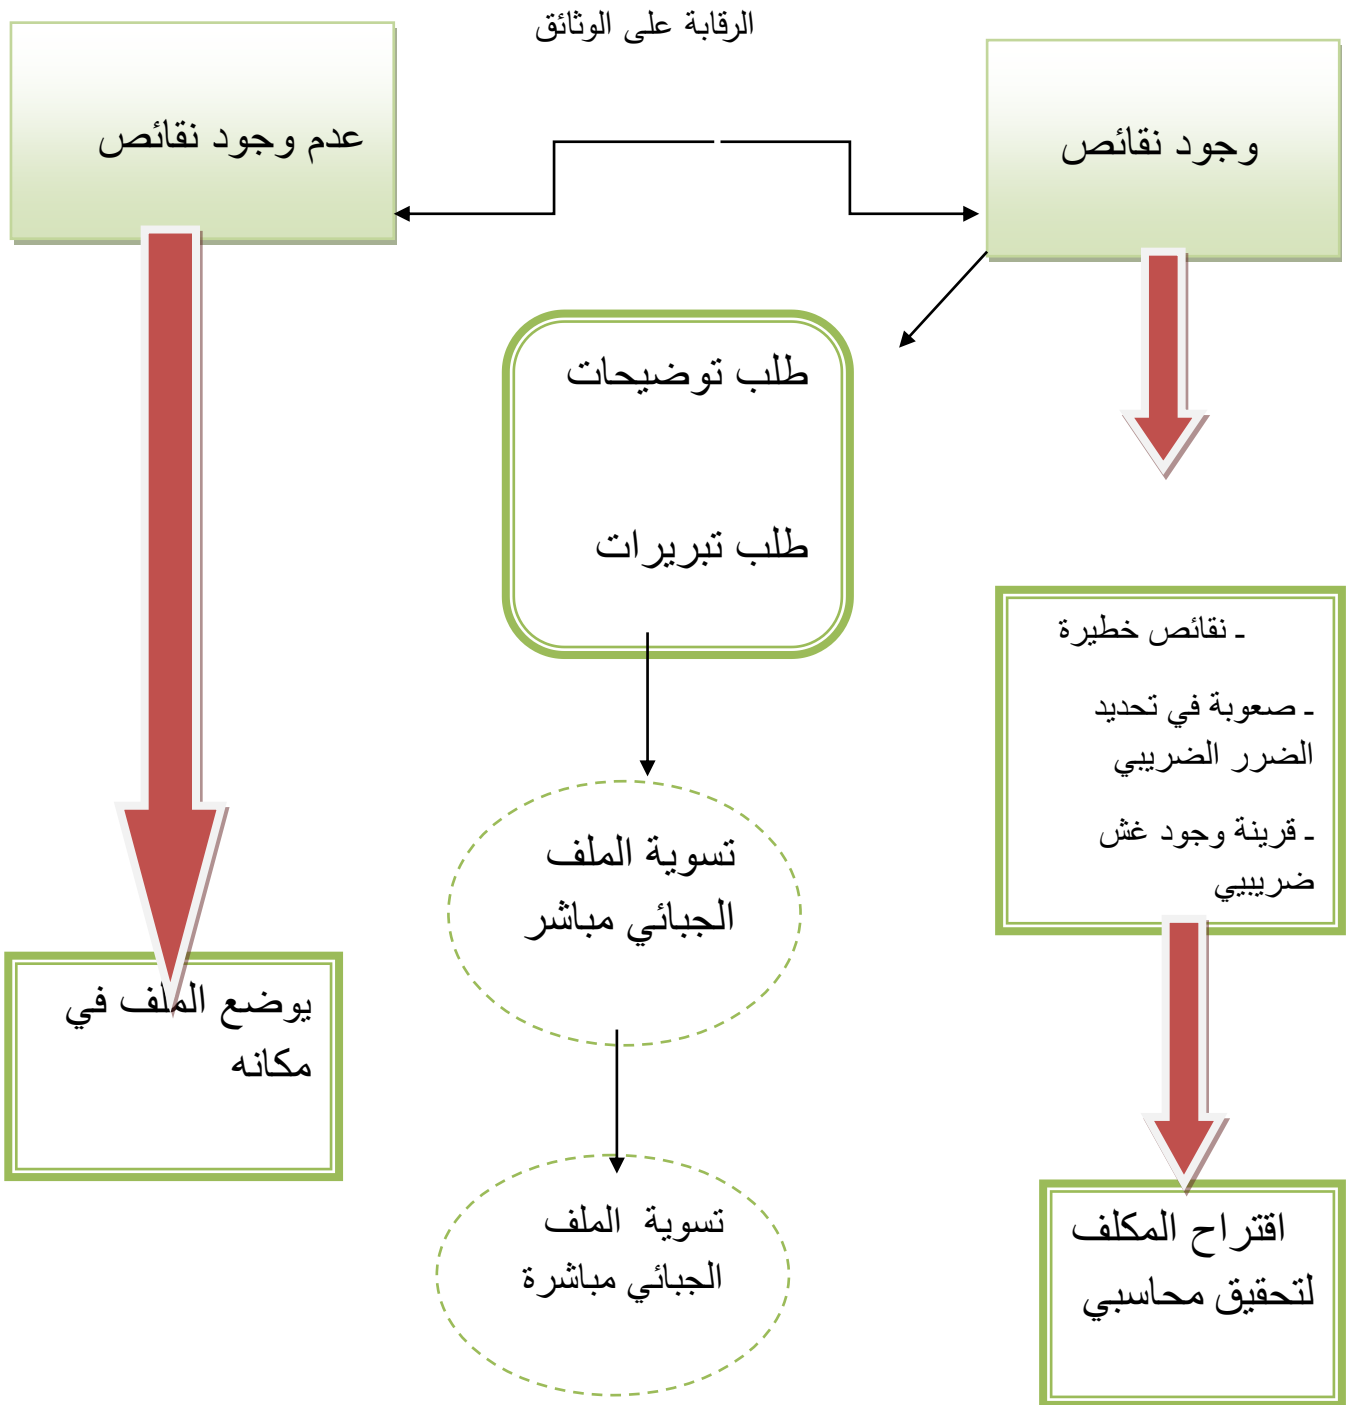 الرقابة على الوثائق
وجود نقائص
عدم وجود نقائص
طلب توضيحات
طلب تبريرات
ـ نقائص خطيرة
ـ صعوبة في تحديد
الضرر الضريبي
ـ قرينة وجود غش
ضريبيي
تسوية الملف
الجبائي مباشر
يوضع الملف في
مكانه
تسوية الملف
الجبائي مباشرة
اقتراح المكلف
لتحقيق محاسبي